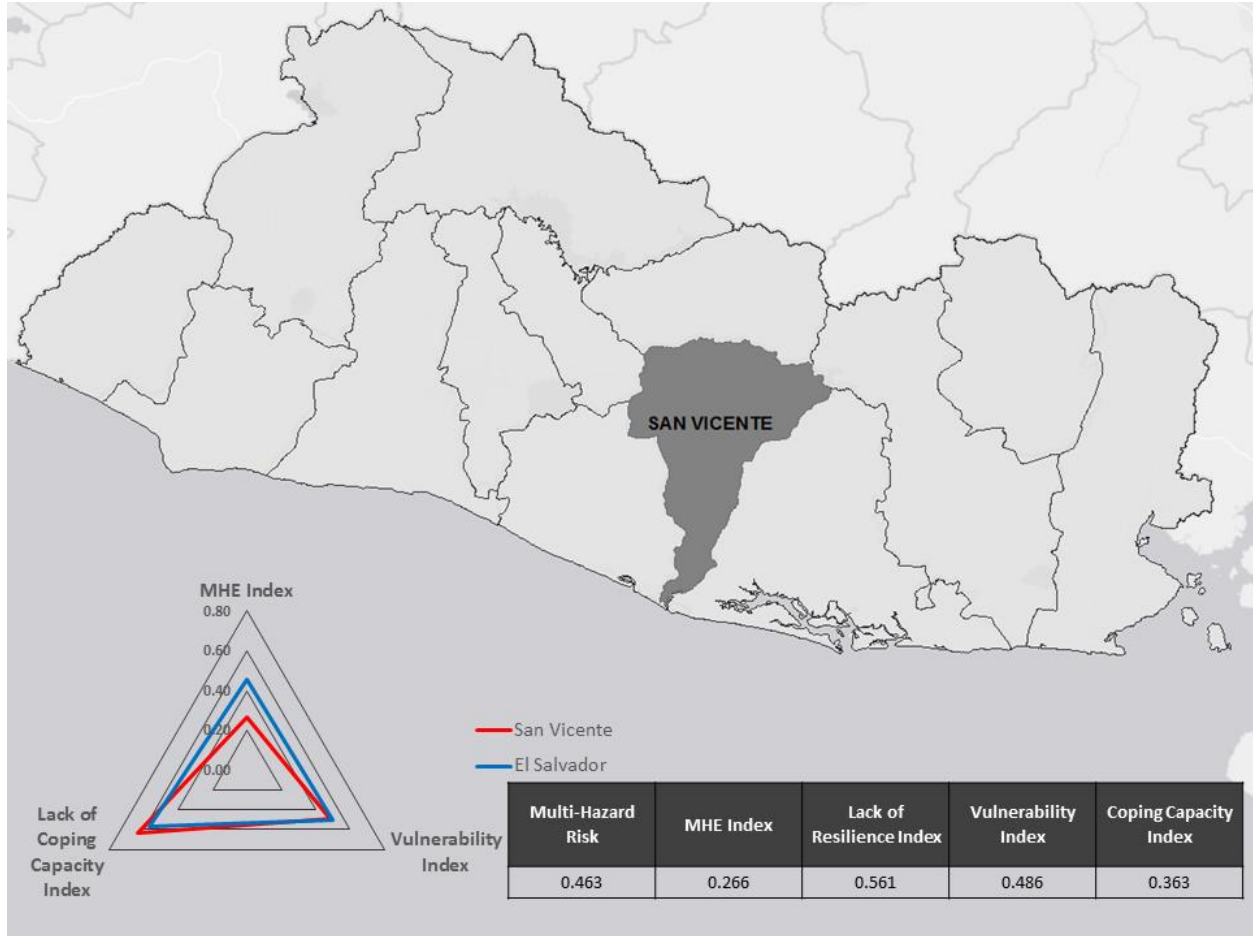 SAN VICENTE
MHE Index
0.80
0.60
0.40
0.20
0.00
Lack of
Coping
Capacity
Index
Vulnerability
Index
San Vicente
El Salvador
Multi-Hazard
Risk
MHE Index
Lack of
Resilience Index
Vulnerability
Index
Coping Capacity
Index
0.463
0.266
0.561
0.486
0.363